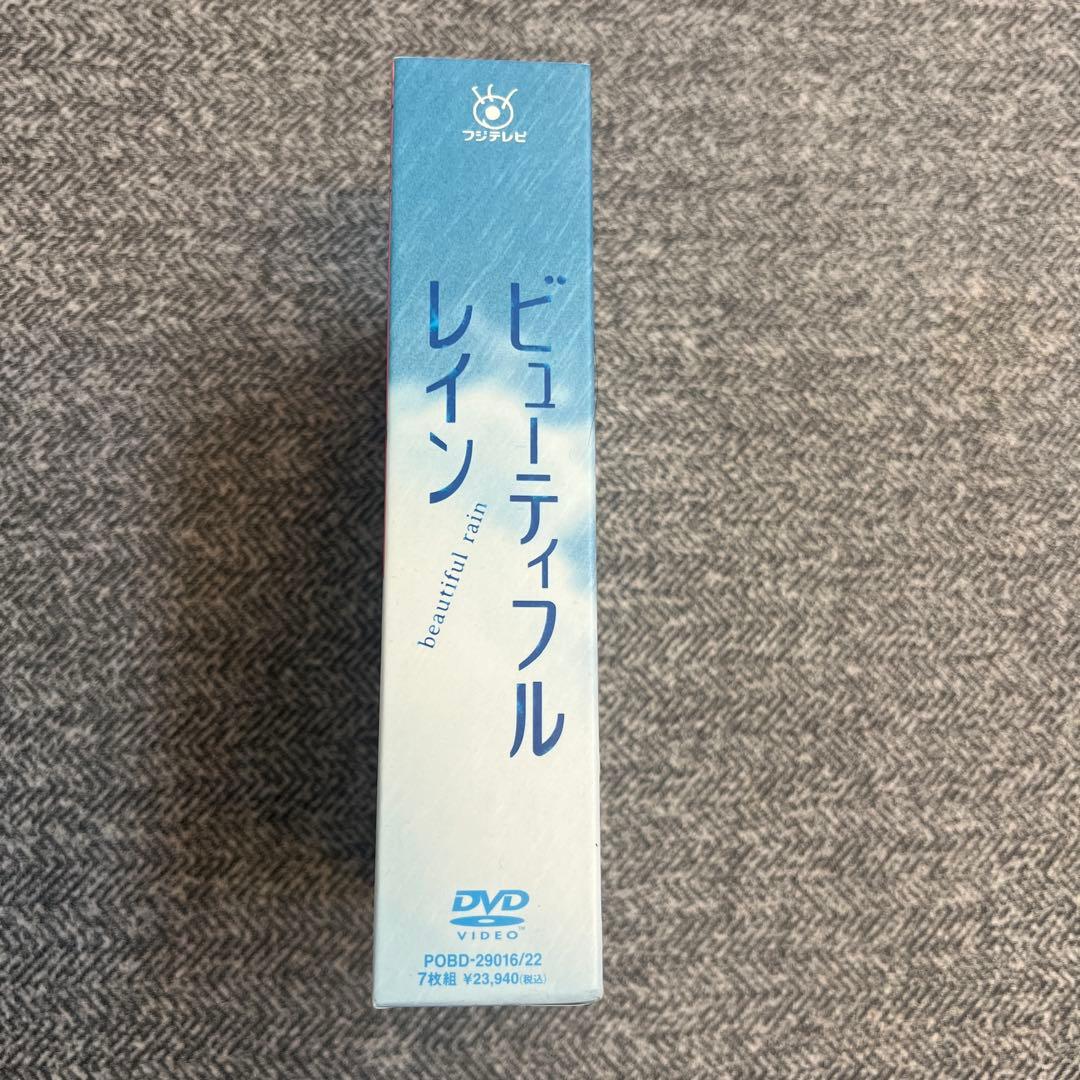 フジテレビ
ビューティフル
レイン
beautiful rain
DVD
VIDEO™
POBD-29016/22
7枚組 ¥23,940(税込)